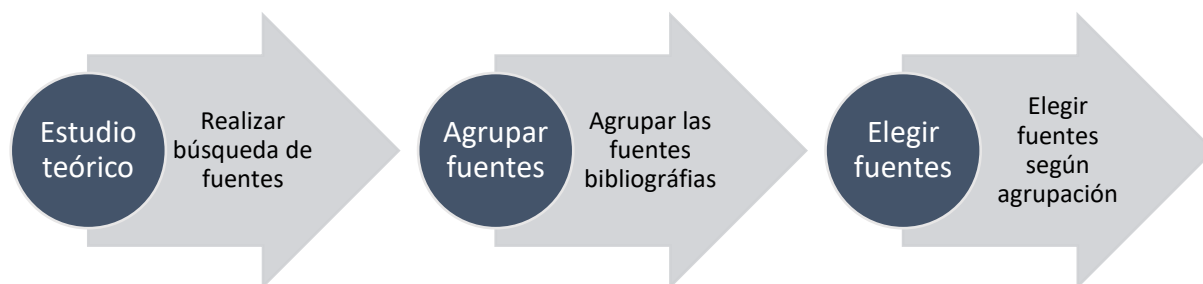 Estudio
teórico
Realizar
búsqueda de
fuentes
Agrupar
fuentes
Agrupar las
fuentes
bibliográfias
Elegir
fuentes
Elegir
fuentes
según
agrupación